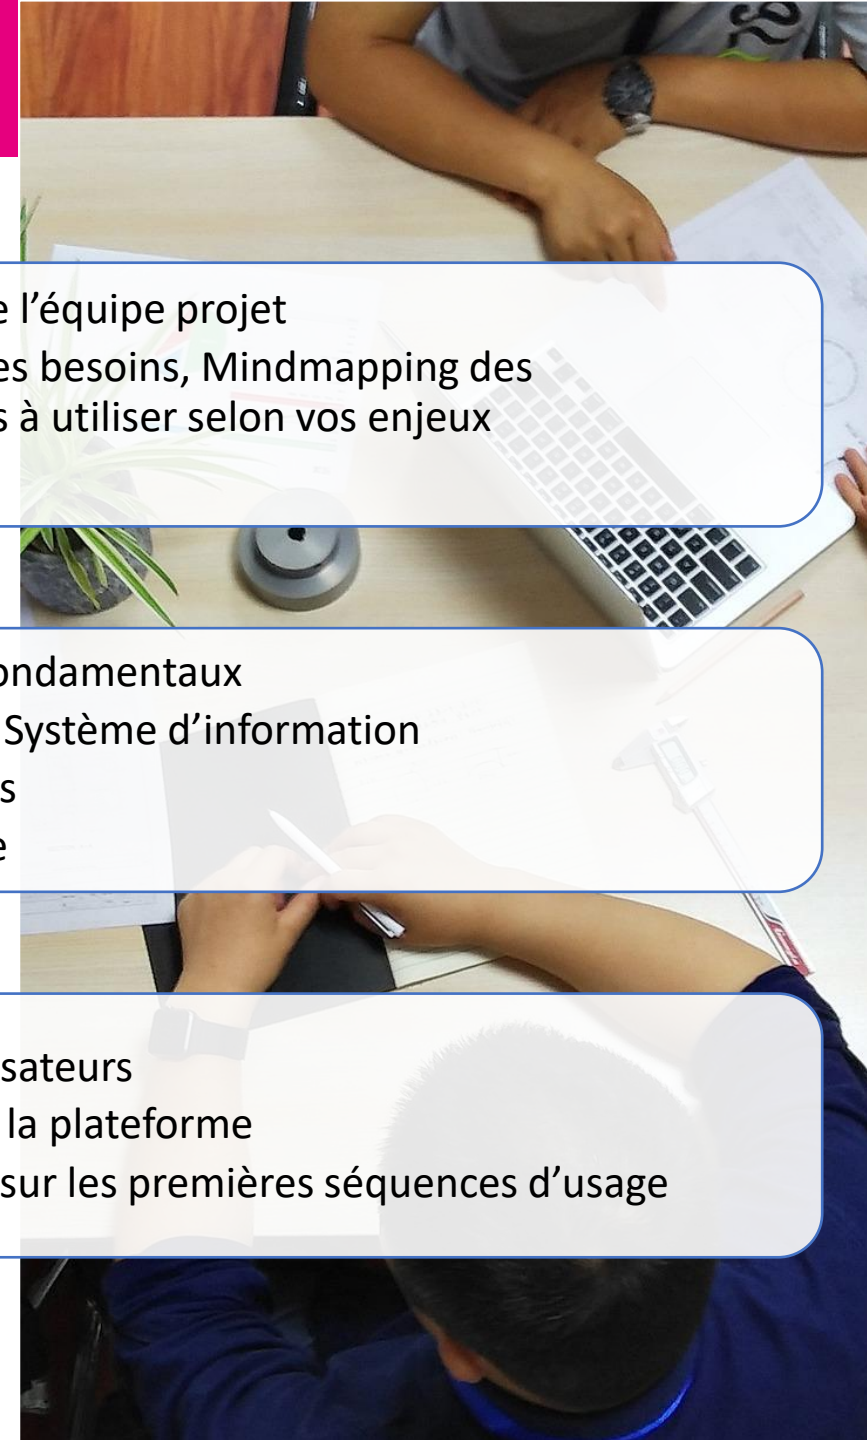 e l’équipe projet
es besoins, Mindmapping des
s à utiliser selon vos enjeux
ondamentaux
Système d’information
s
e
sateurs
la plateforme
sur les premières séquences d’usage